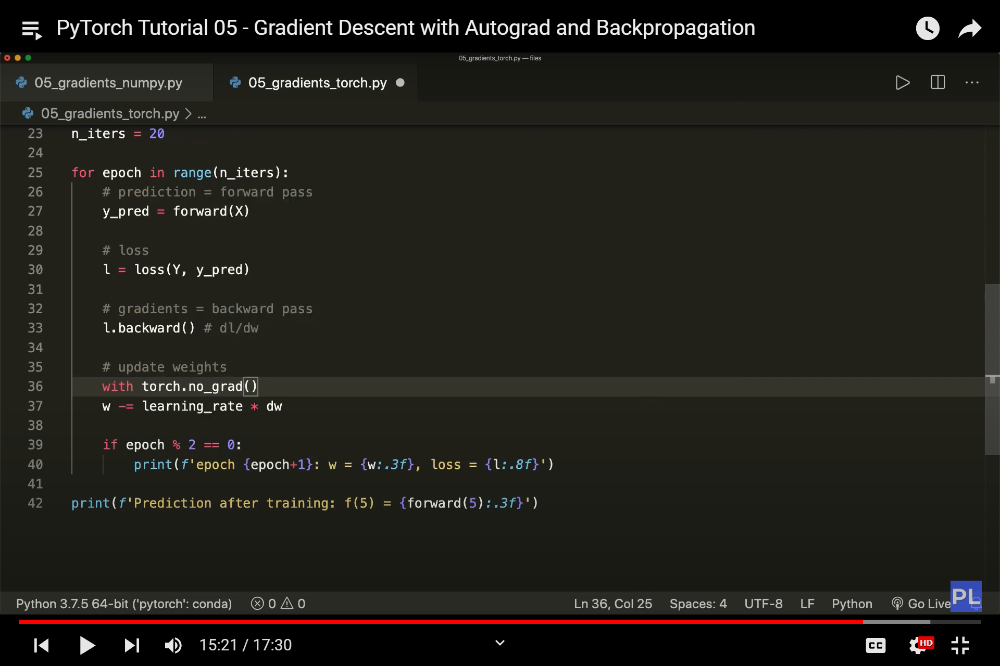 PyTorch Tutorial 05 - Gradient Descent with Autograd and Backpropagation
05_gradients_torch.py — files
05_gradients_numpy.py
05_gradients_torch.py
05_gradients_torch.py > ...
23 n_iters = 20
24
25 for epoch in range(n_iters):
26 # prediction = forward pass
27 y_pred = forward(X)
28
29 # loss
30 l = loss(Y, y_pred)
31
32 # gradients = backward pass
33 l.backward() # dl/dw
34
35 # update weights
36 with torch.no_grad()
37 w -= learning_rate * dw
38
39 if epoch % 2 == 0:
40 print(f'epoch {epoch+1}: w = {w:.3f}, loss = {l:.8f}')
41
42 print(f'Prediction after training: f(5) = {forward(5):.3f}')
Python 3.7.5 64-bit ('pytorch': conda) 0 0 Ln 36, Col 25 Spaces: 4 UTF-8 LF Python Go Live
PL
15:21 / 17:30
CC
HD